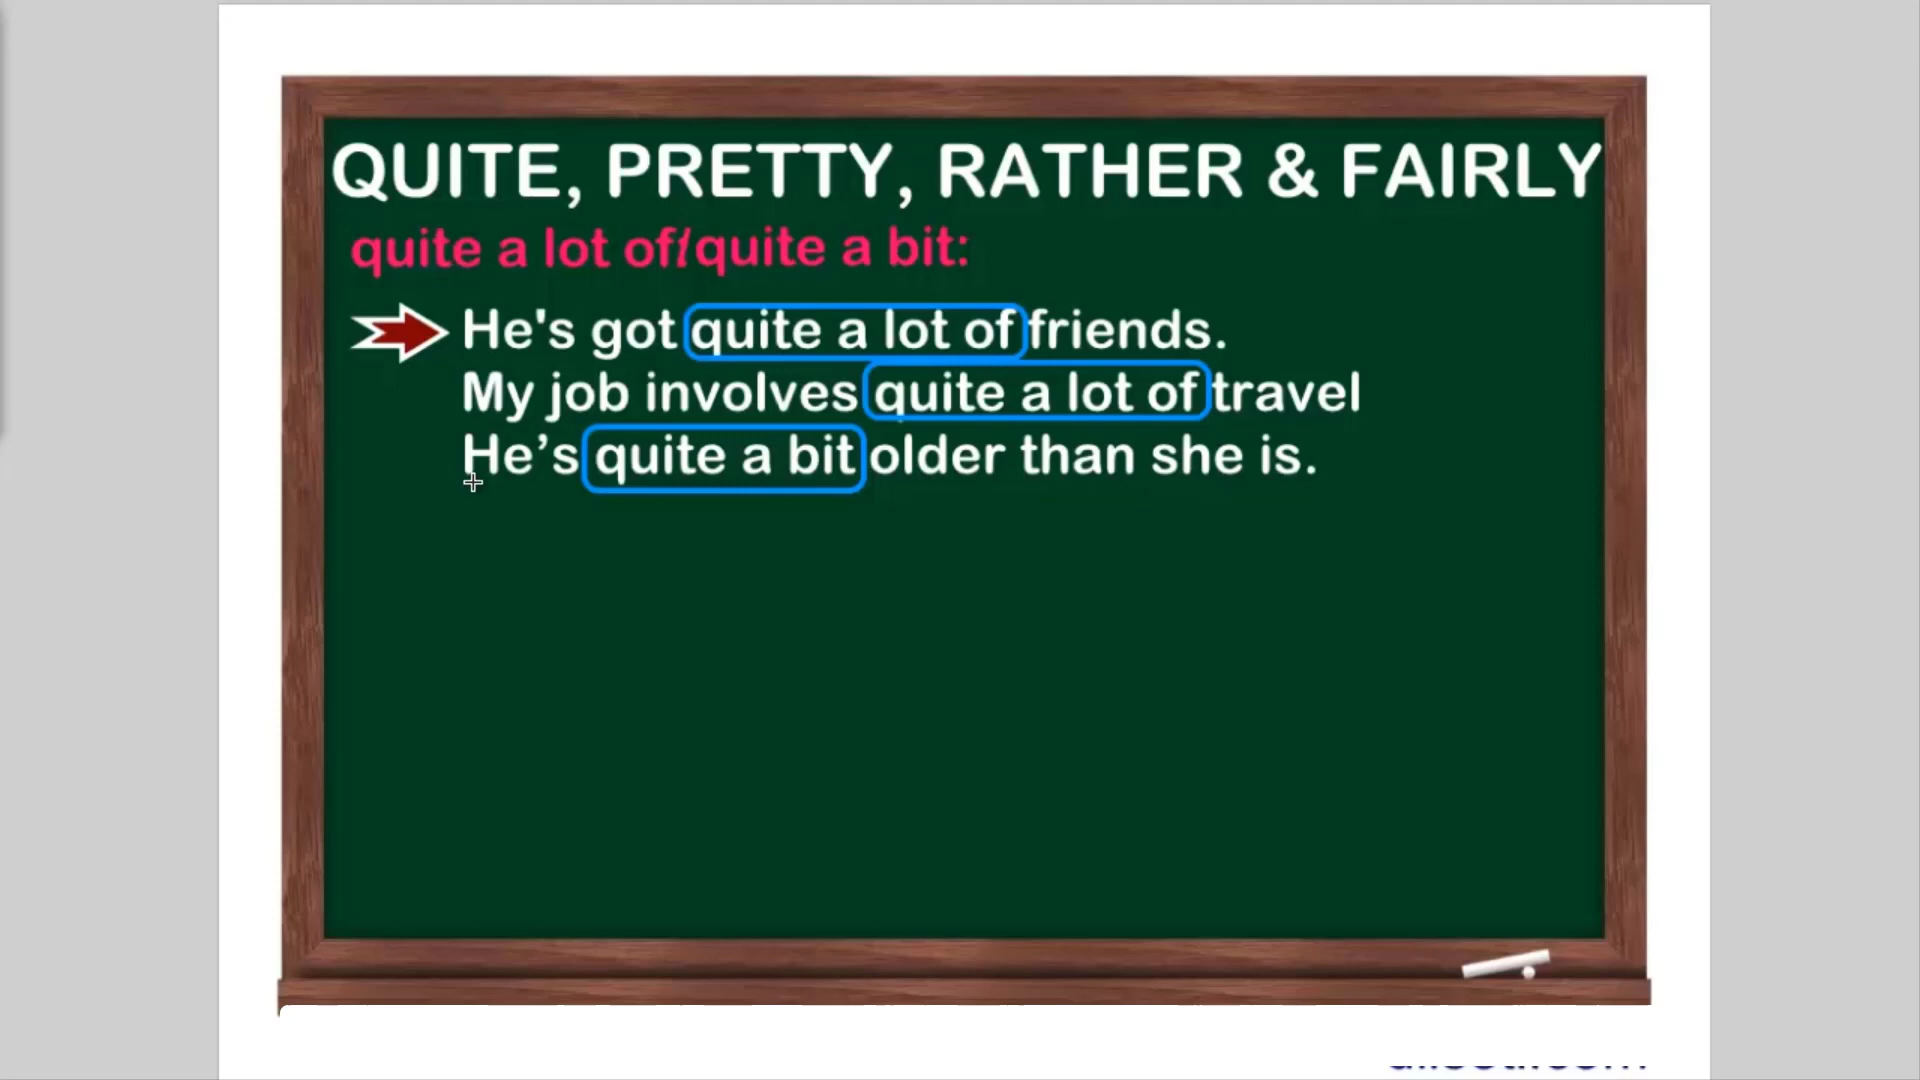 QUITE, PRETTY, RATHER & FAIRLY
quite a lot of/quite a bit:
He's got quite a lot of friends.
My job involves quite a lot of travel
He’s quite a bit older than she is.